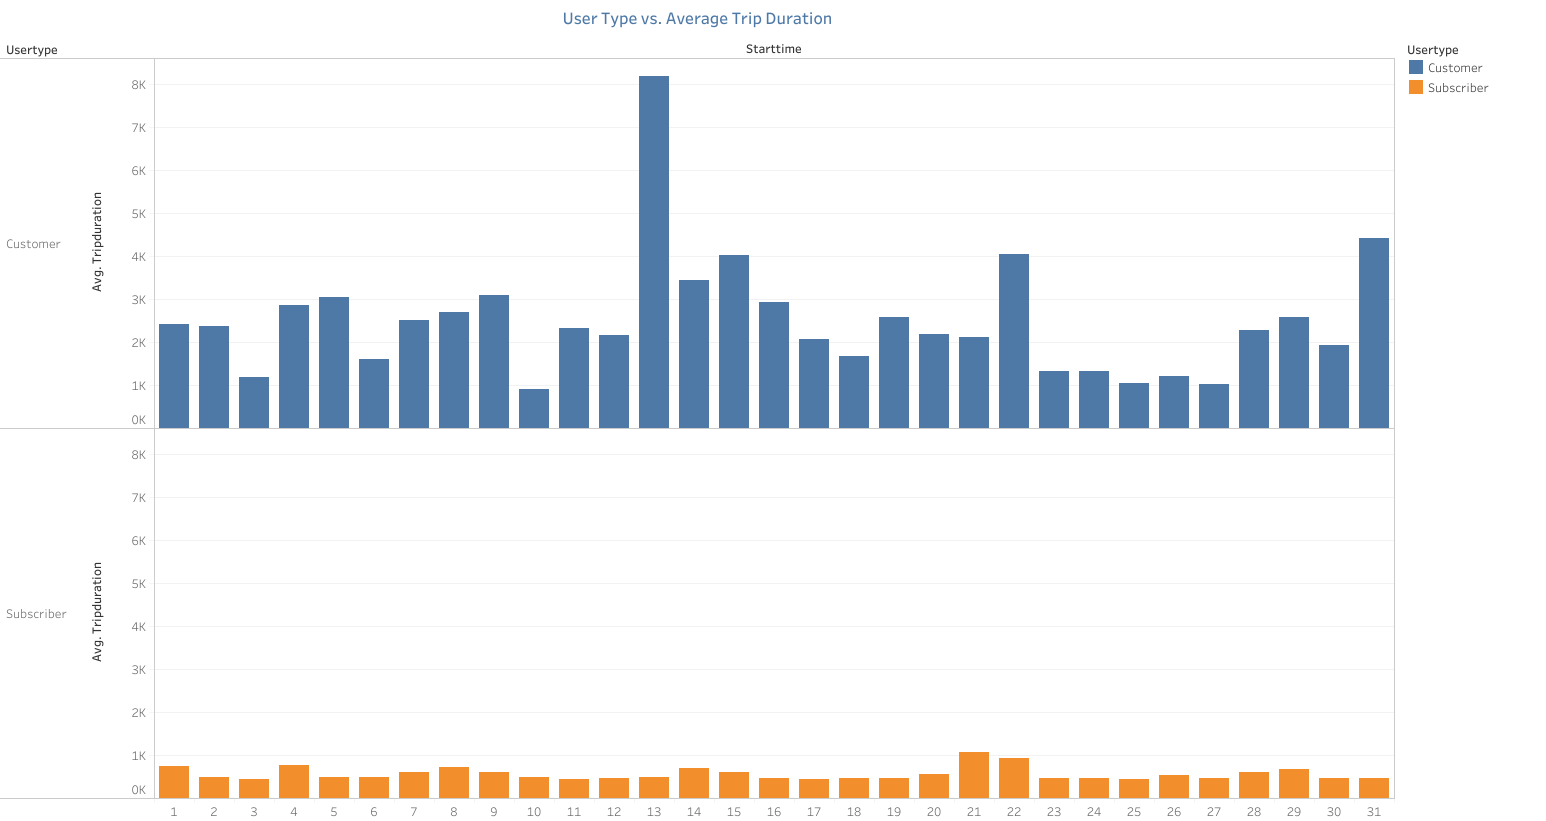 User Type vs. Average Trip Duration
Usertype
Starttime
Usertype
Customer
Subscriber
Customer
Avg. Tripduration
8K
7K
6K
5K
4K
3K
2K
1K
0K
Subscriber
Avg. Tripduration
8K
7K
6K
5K
4K
3K
2K
1K
0K
1 2 3 4 5 6 7 8 9 10 11 12 13 14 15 16 17 18 19 20 21 22 23 24 25 26 27 28 29 30 31